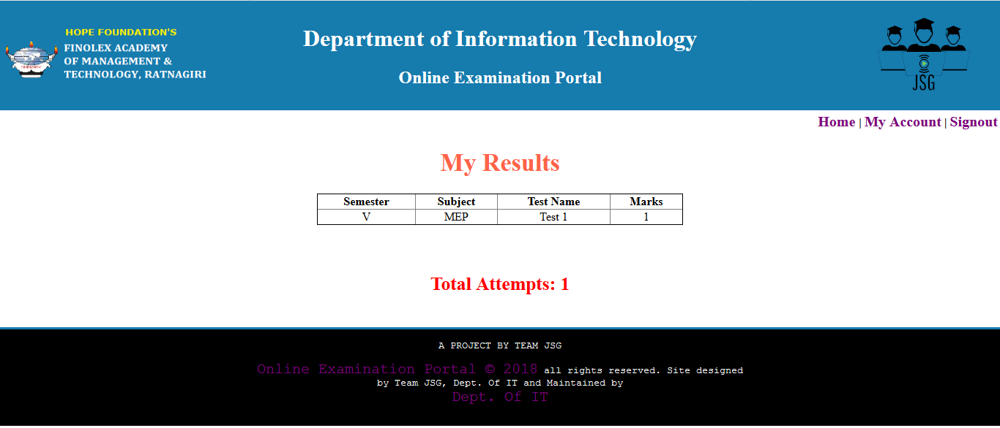 HOPE FOUNDATION'S
FINOLEX ACADEMY
OF MANAGEMENT &
TECHNOLOGY, RATNAGIRI
Department of Information Technology
Online Examination Portal
JSG
Home | My Account | Signout
My Results
Semester Subject Test Name Marks
V MEP Test 1 1
Total Attempts: 1
A PROJECT BY TEAM JSG
Online Examination Portal © 2018 all rights reserved. Site designed
by Team JSG, Dept. Of IT and Maintained by
Dept. Of IT